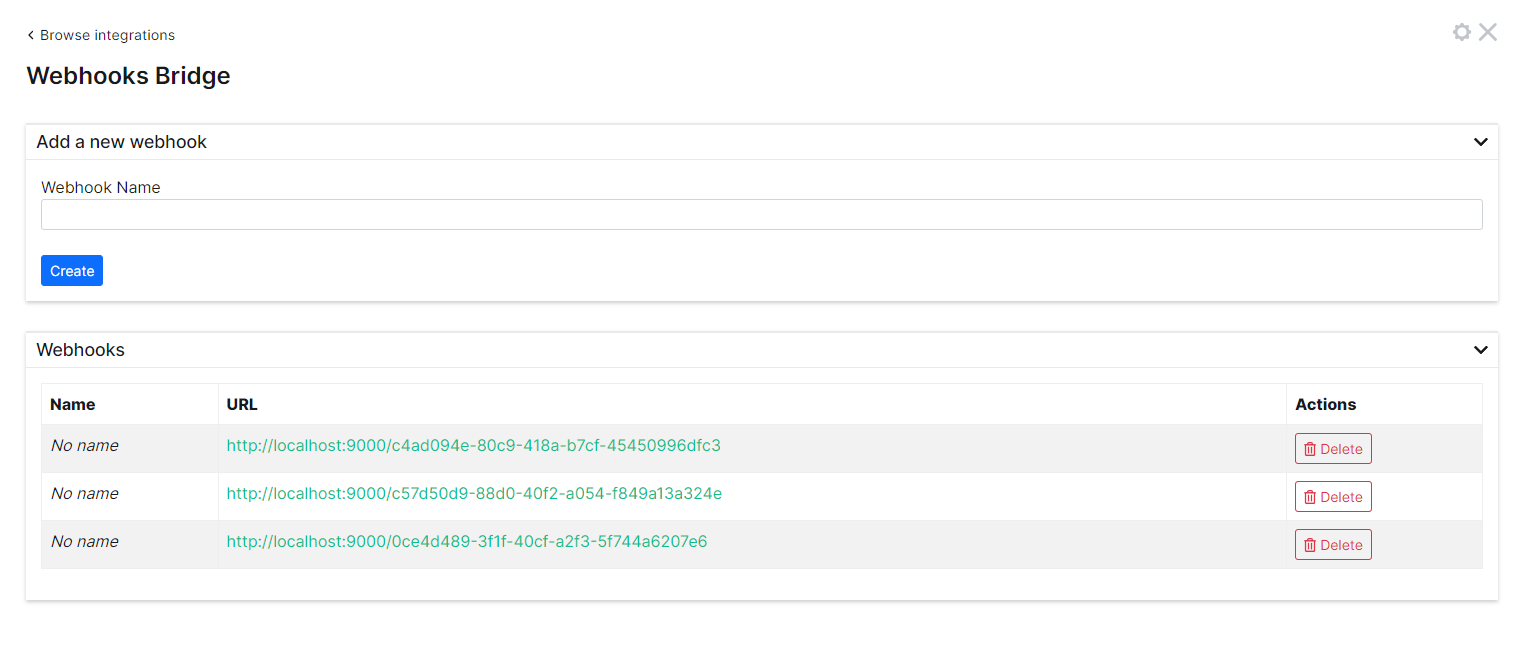 Browse integrations
Webhooks Bridge
Add a new webhook
Webhook Name
Create
Webhooks
Name URL Actions
No name http://localhost:9000/c4ad094e-80c9-418a-b7cf-45450996dfc3 Delete
No name http://localhost:9000/c57d50d9-88d0-40f2-a054-f849a13a324e Delete
No name http://localhost:9000/0ce4d489-3f1f-40cf-a2f3-5f744a6207e6 Delete